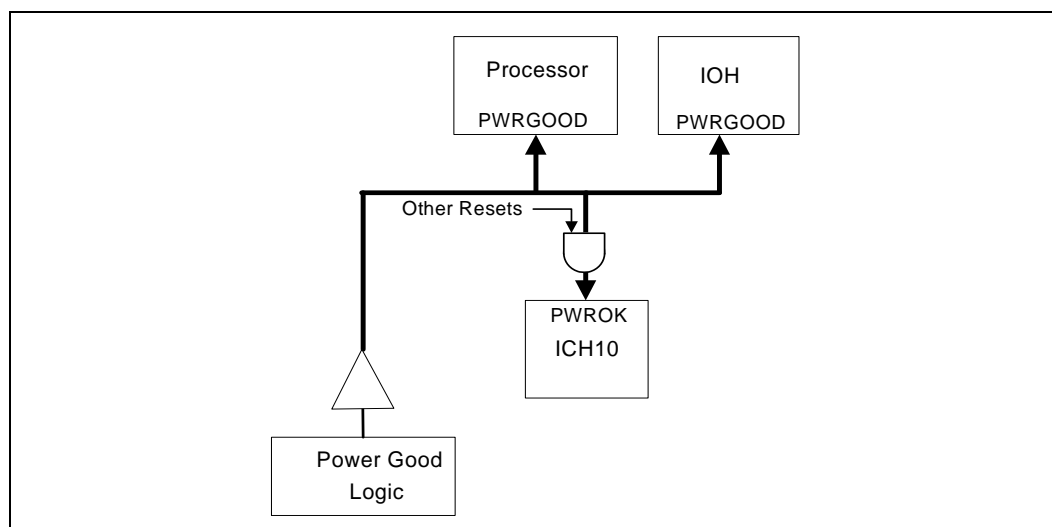 Processor
PWRGOOD
IOH
PWRGOOD
Other Resets
PWROK
ICH10
Power Good
Logic